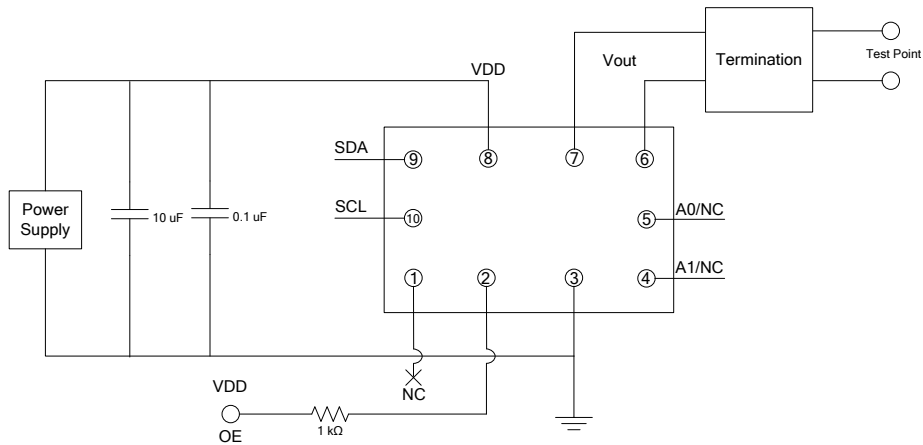 Vout
Termination
Test Point
VDD
SDA
9
8
7
6
Power
Supply
10 uF
0.1 uF
SCL
10
5
A0/NC
1
2
3
4
A1/NC
NC
VDD
OE
1 kΩ